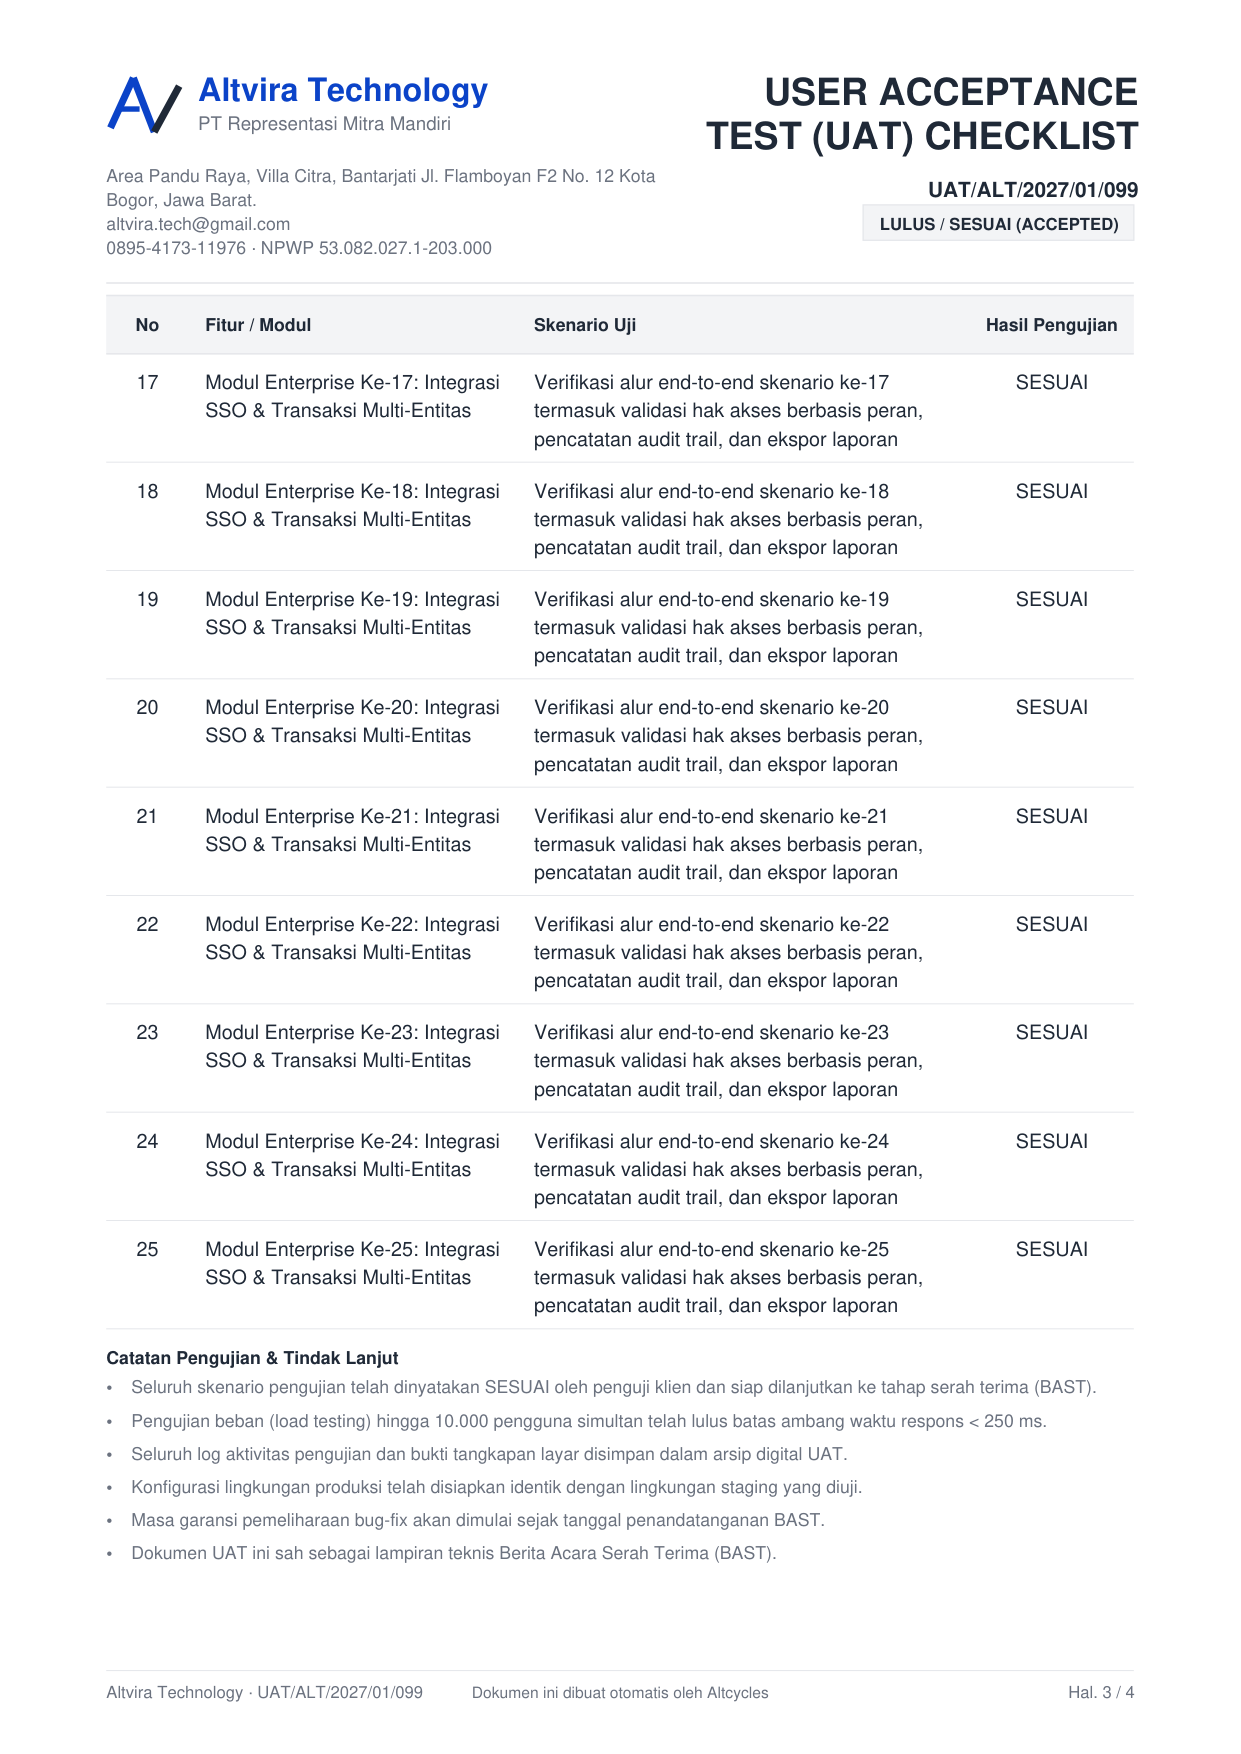 Altvira Technology
PT Representasi Mitra Mandiri
Area Pandu Raya, Villa Citra, Bantarjati Jl. Flamboyan F2 No. 12 Kota
Bogor, Jawa Barat.
altvira.tech@gmail.com
0895-4173-11976 · NPWP 53.082.027.1-203.000
USER ACCEPTANCE
TEST (UAT) CHECKLIST
UAT/ALT/2027/01/099
LULUS / SESUAI (ACCEPTED)
No Fitur / Modul Skenario Uji Hasil Pengujian
17 Modul Enterprise Ke-17: Integrasi Verifikasi alur end-to-end skenario ke-17 SESUAI
SSO & Transaksi Multi-Entitas termasuk validasi hak akses berbasis peran,
pencatatan audit trail, dan ekspor laporan
18 Modul Enterprise Ke-18: Integrasi Verifikasi alur end-to-end skenario ke-18 SESUAI
SSO & Transaksi Multi-Entitas termasuk validasi hak akses berbasis peran,
pencatatan audit trail, dan ekspor laporan
19 Modul Enterprise Ke-19: Integrasi Verifikasi alur end-to-end skenario ke-19 SESUAI
SSO & Transaksi Multi-Entitas termasuk validasi hak akses berbasis peran,
pencatatan audit trail, dan ekspor laporan
20 Modul Enterprise Ke-20: Integrasi Verifikasi alur end-to-end skenario ke-20 SESUAI
SSO & Transaksi Multi-Entitas termasuk validasi hak akses berbasis peran,
pencatatan audit trail, dan ekspor laporan
21 Modul Enterprise Ke-21: Integrasi Verifikasi alur end-to-end skenario ke-21 SESUAI
SSO & Transaksi Multi-Entitas termasuk validasi hak akses berbasis peran,
pencatatan audit trail, dan ekspor laporan
22 Modul Enterprise Ke-22: Integrasi Verifikasi alur end-to-end skenario ke-22 SESUAI
SSO & Transaksi Multi-Entitas termasuk validasi hak akses berbasis peran,
pencatatan audit trail, dan ekspor laporan
23 Modul Enterprise Ke-23: Integrasi Verifikasi alur end-to-end skenario ke-23 SESUAI
SSO & Transaksi Multi-Entitas termasuk validasi hak akses berbasis peran,
pencatatan audit trail, dan ekspor laporan
24 Modul Enterprise Ke-24: Integrasi Verifikasi alur end-to-end skenario ke-24 SESUAI
SSO & Transaksi Multi-Entitas termasuk validasi hak akses berbasis peran,
pencatatan audit trail, dan ekspor laporan
25 Modul Enterprise Ke-25: Integrasi Verifikasi alur end-to-end skenario ke-25 SESUAI
SSO & Transaksi Multi-Entitas termasuk validasi hak akses berbasis peran,
pencatatan audit trail, dan ekspor laporan
Catatan Pengujian & Tindak Lanjut
• Seluruh skenario pengujian telah dinyatakan SESUAI oleh penguji klien dan siap dilanjutkan ke tahap serah terima (BAST).
• Pengujian beban (load testing) hingga 10.000 pengguna simultan telah lulus batas ambang waktu respons < 250 ms.
• Seluruh log aktivitas pengujian dan bukti tangkapan layar disimpan dalam arsip digital UAT.
• Konfigurasi lingkungan produksi telah disiapkan identik dengan lingkungan staging yang diuji.
• Masa garansi pemeliharaan bug-fix akan dimulai sejak tanggal penandatanganan BAST.
• Dokumen UAT ini sah sebagai lampiran teknis Berita Acara Serah Terima (BAST).
Altvira Technology · UAT/ALT/2027/01/099 Dokumen ini dibuat otomatis oleh Altcycles Hal. 3 / 4